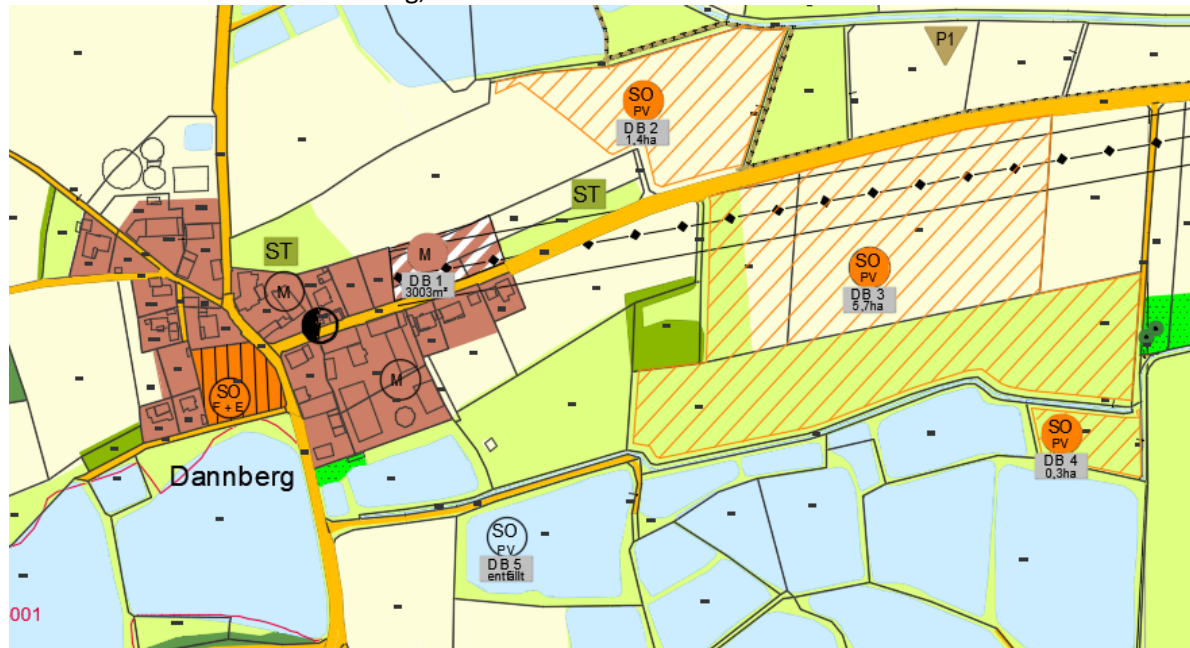 P1
SO
PV
DB 2
1,4ha
ST
ST
M
DB 1
3003m²
M
SO
PV
DB 3
5,7ha
M
SO
E + E
SO
PV
DB 4
0,3ha
Dannberg
SO
PV
DB 5
entfällt
001